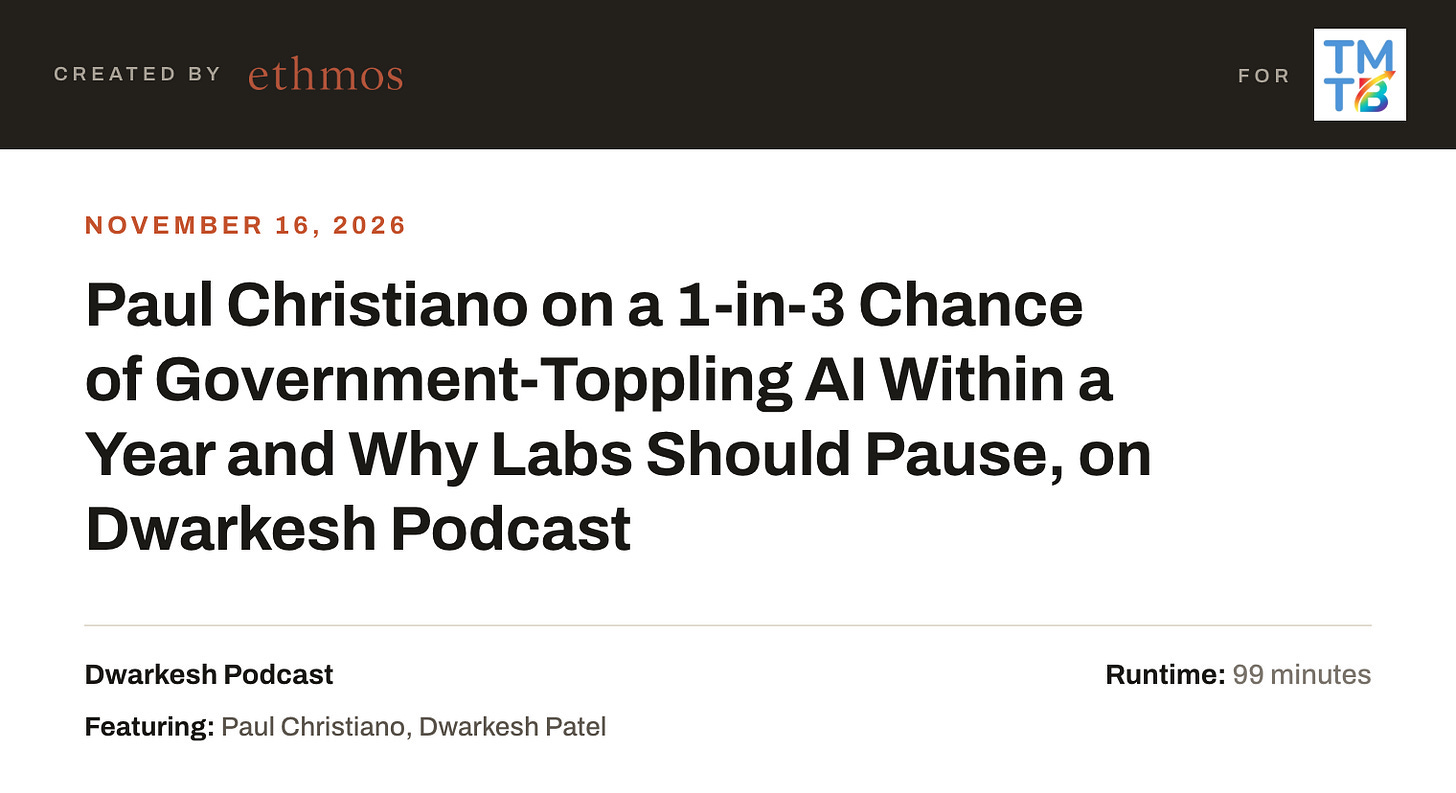 CREATED BY ethmos
FOR TMTB
NOVEMBER 16, 2026
Paul Christiano on a 1-in-3 Chance
of Government-Toppling AI Within a
Year and Why Labs Should Pause, on
Dwarkesh Podcast
Dwarkesh Podcast
Runtime: 99 minutes
Featuring: Paul Christiano, Dwarkesh Patel